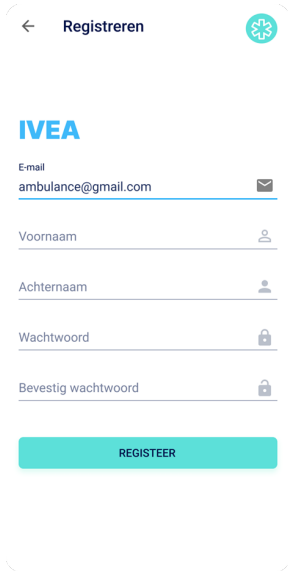 Registreren
IVEA
E-mail
ambulance@gmail.com
Voornaam
Achternaam
Wachtwoord
Bevestig wachtwoord
REGISTEER